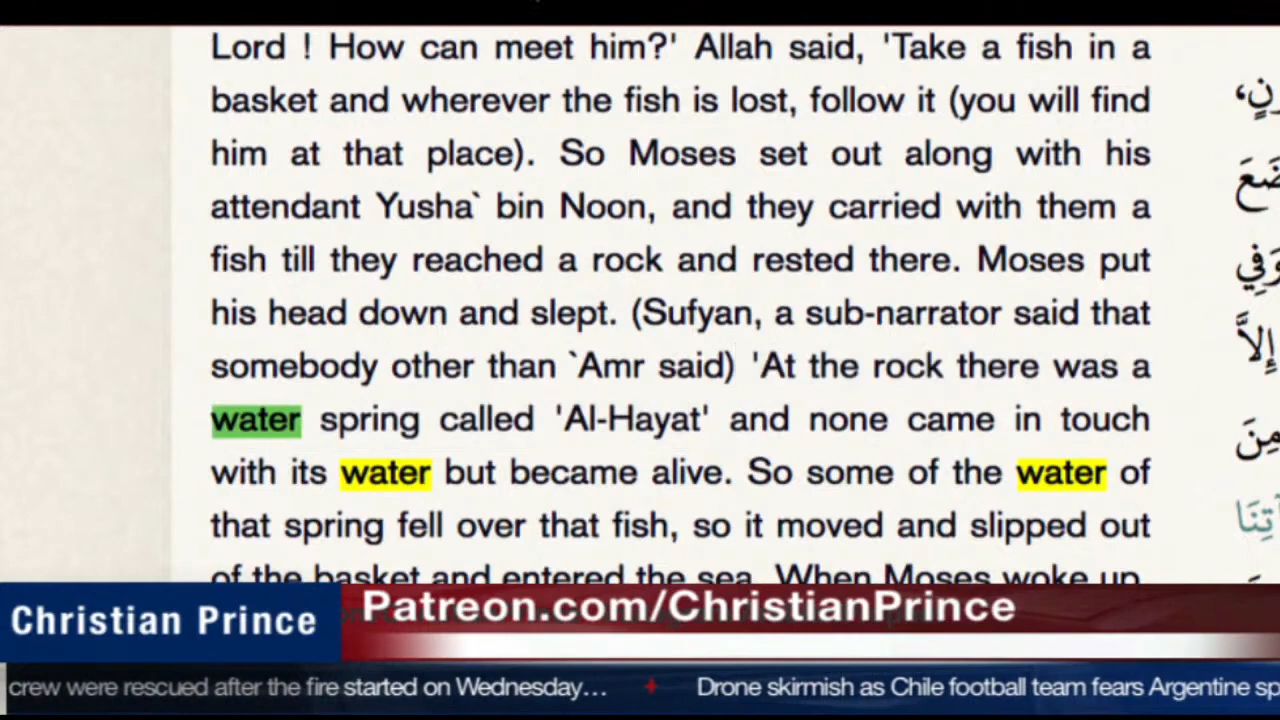 Lord ! How can meet him?' Allah said, 'Take a fish in a
basket and wherever the fish is lost, follow it (you will find
him at that place). So Moses set out along with his
attendant Yusha` bin Noon, and they carried with them a
fish till they reached a rock and rested there. Moses put
his head down and slept. (Sufyan, a sub-narrator said that
somebody other than `Amr said) 'At the rock there was a
water spring called 'Al-Hayat' and none came in touch
with its water but became alive. So some of the water of
that spring fell over that fish, so it moved and slipped out
of the basket and entered the sea. When Moses woke up,
إِلاَّ
مِنَ
Christian Prince
Patreon.com/ChristianPrince
crew were rescued after the fire started on Wednesday...
Drone skirmish as Chile football team fears Argentine sp